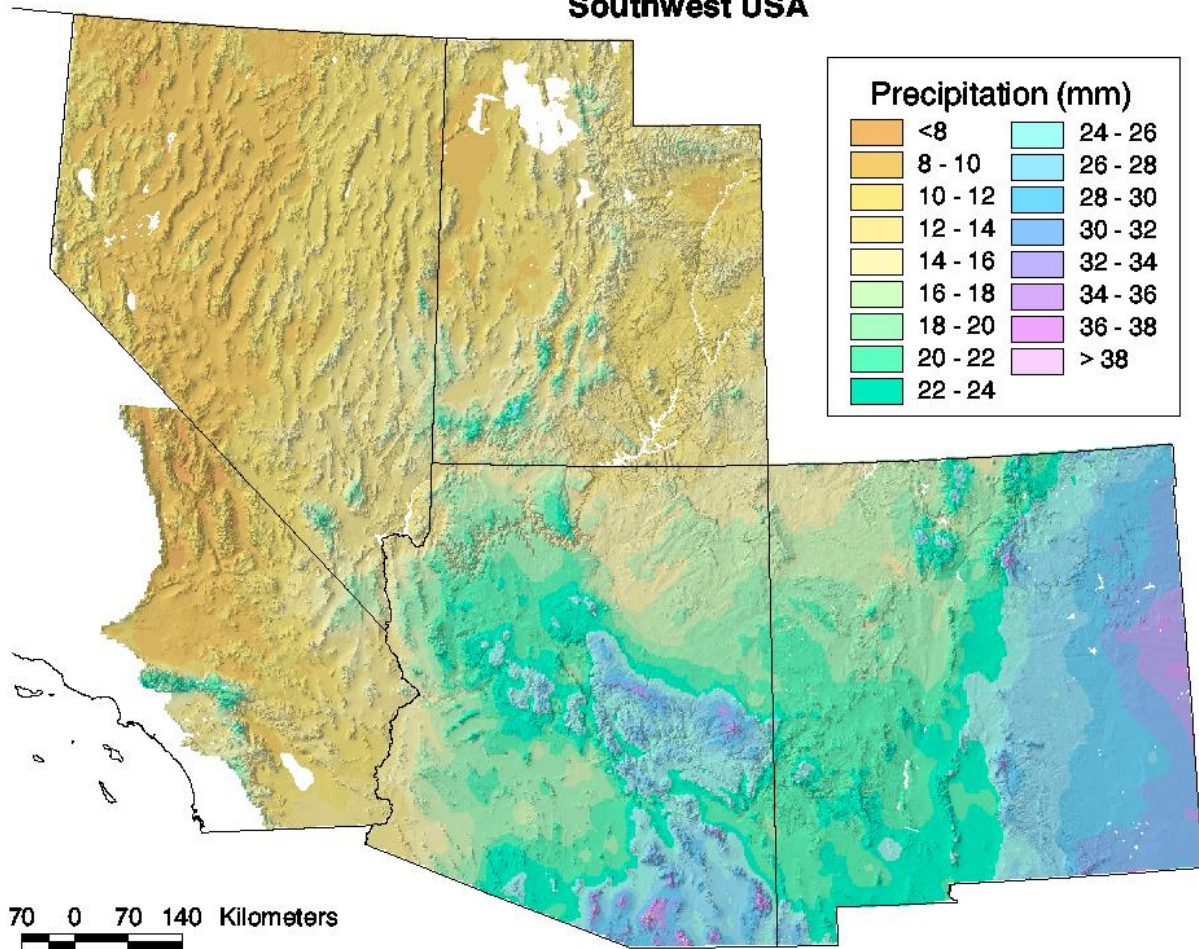 Southwest USA
Precipitation (mm)
<8
8 - 10
10 - 12
12 - 14
14 - 16
16 - 18
18 - 20
20 - 22
22 - 24
24 - 26
26 - 28
28 - 30
30 - 32
32 - 34
34 - 36
36 - 38
> 38
70 0 70 140 Kilometers